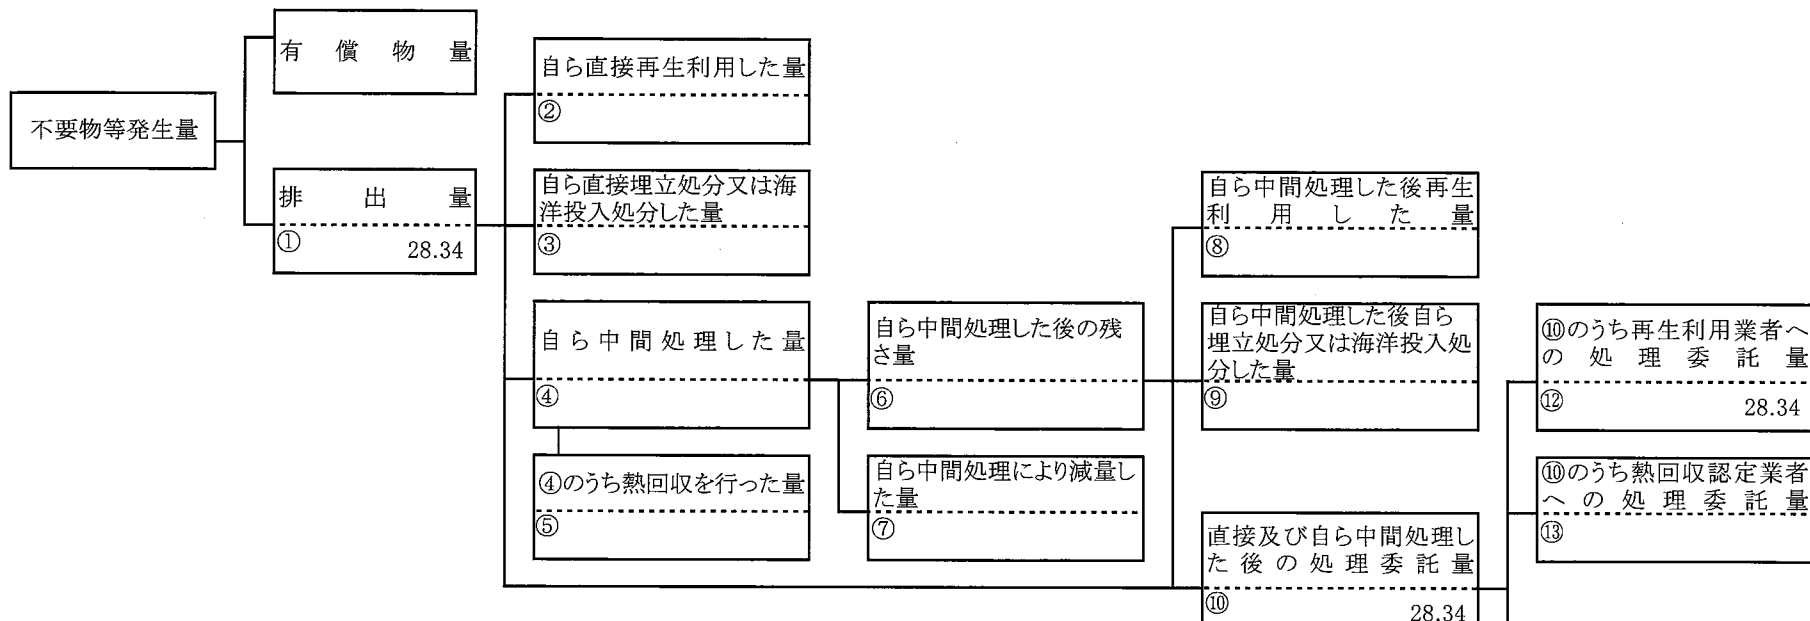 有償物量
不要物等発生量
排出量
①
28.34
自ら直接再生利用した量
②
自ら直接埋立処分又は海
洋投入処分した量
③
自ら中間処理した量
④
④のうち熱回収を行った量
⑤
自ら中間処理した後の残
さ量
⑥
自ら中間処理により減量し
た量
⑦
自ら中間処理した後再生
利用した量
⑧
自ら中間処理した後自ら
埋立処分又は海洋投入処
分した量
⑨
直接及び自ら中間処理し
た後の処理委託量
⑩
28.34
⑩のうち再生利用業者へ
の処理委託量
⑫
28.34
⑩のうち熱回収認定業者
への処理委託量
⑬